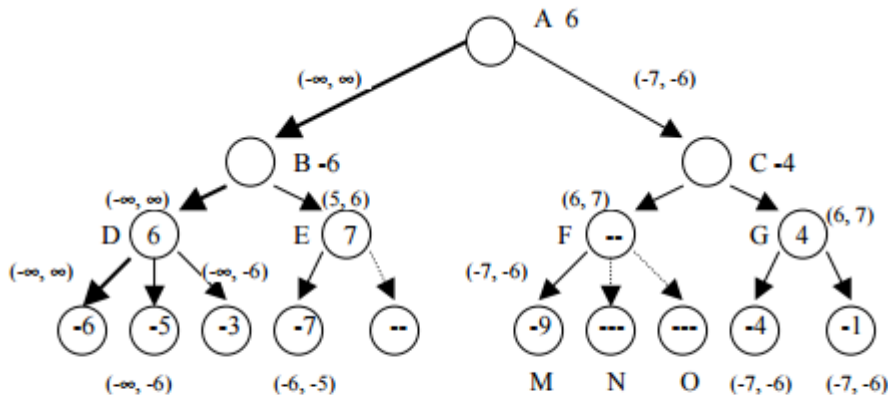 A 6
(-∞, ∞)
(-7, -6)
B -6
C -4
(-∞, ∞)
(5, 6)
(6, 7)
(6, 7)
D 6
E 7
F --
G 4
(-∞, ∞)
(-∞, -6)
(-7, -6)
-6 -5 -3 -7 -- -9 --- --- -4 -1
(-∞, -6)
(-6, -5)
M N O
(-7, -6)
(-7, -6)